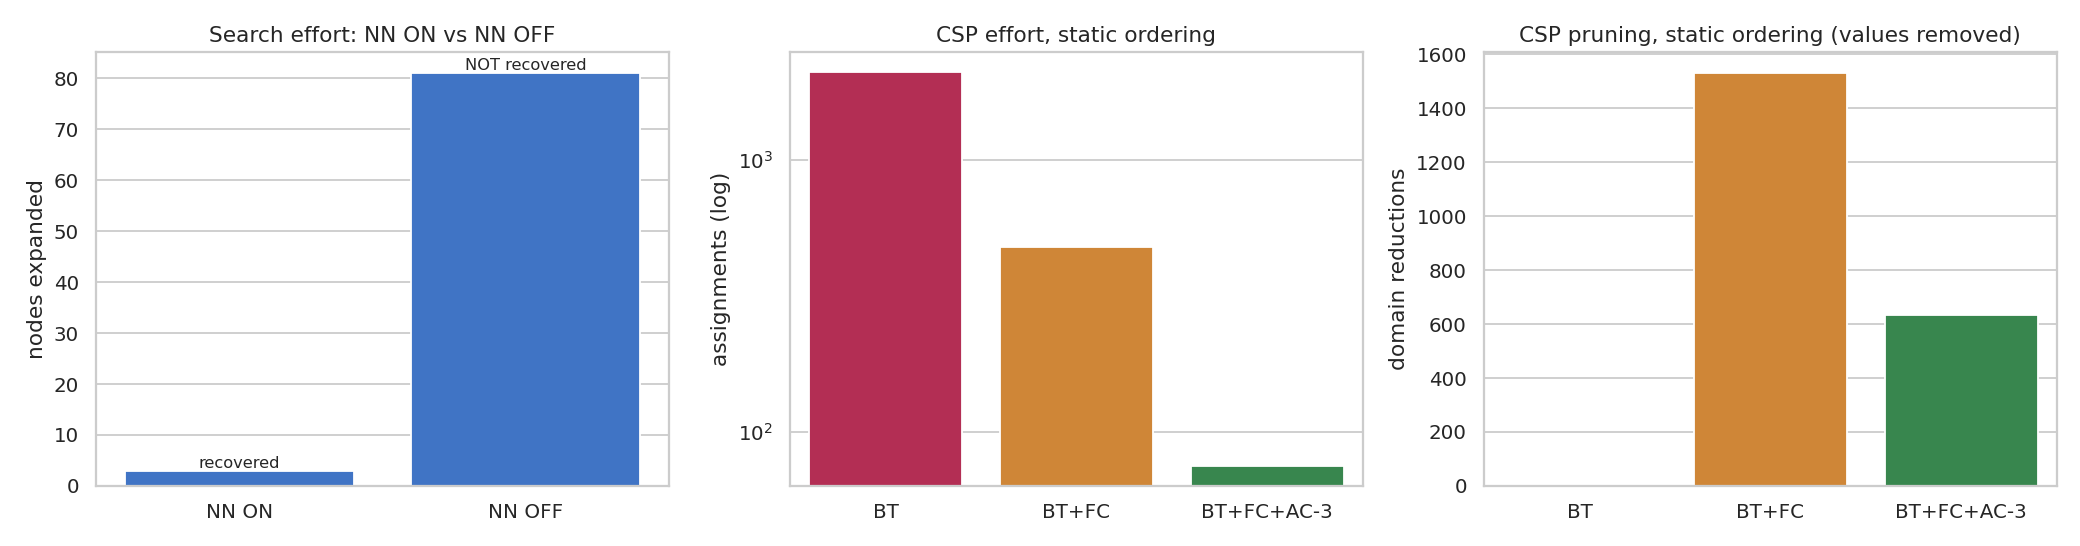 Search effort: NN ON vs NN OFF
nodes expanded
80
70
60
50
40
30
20
10
0
NOT recovered
recovered
NN ON
NN OFF
CSP effort, static ordering
assignments (log)
10³
10²
BT
BT+FC
BT+FC+AC-3
CSP pruning, static ordering (values removed)
domain reductions
1600
1400
1200
1000
800
600
400
200
0
BT
BT+FC
BT+FC+AC-3